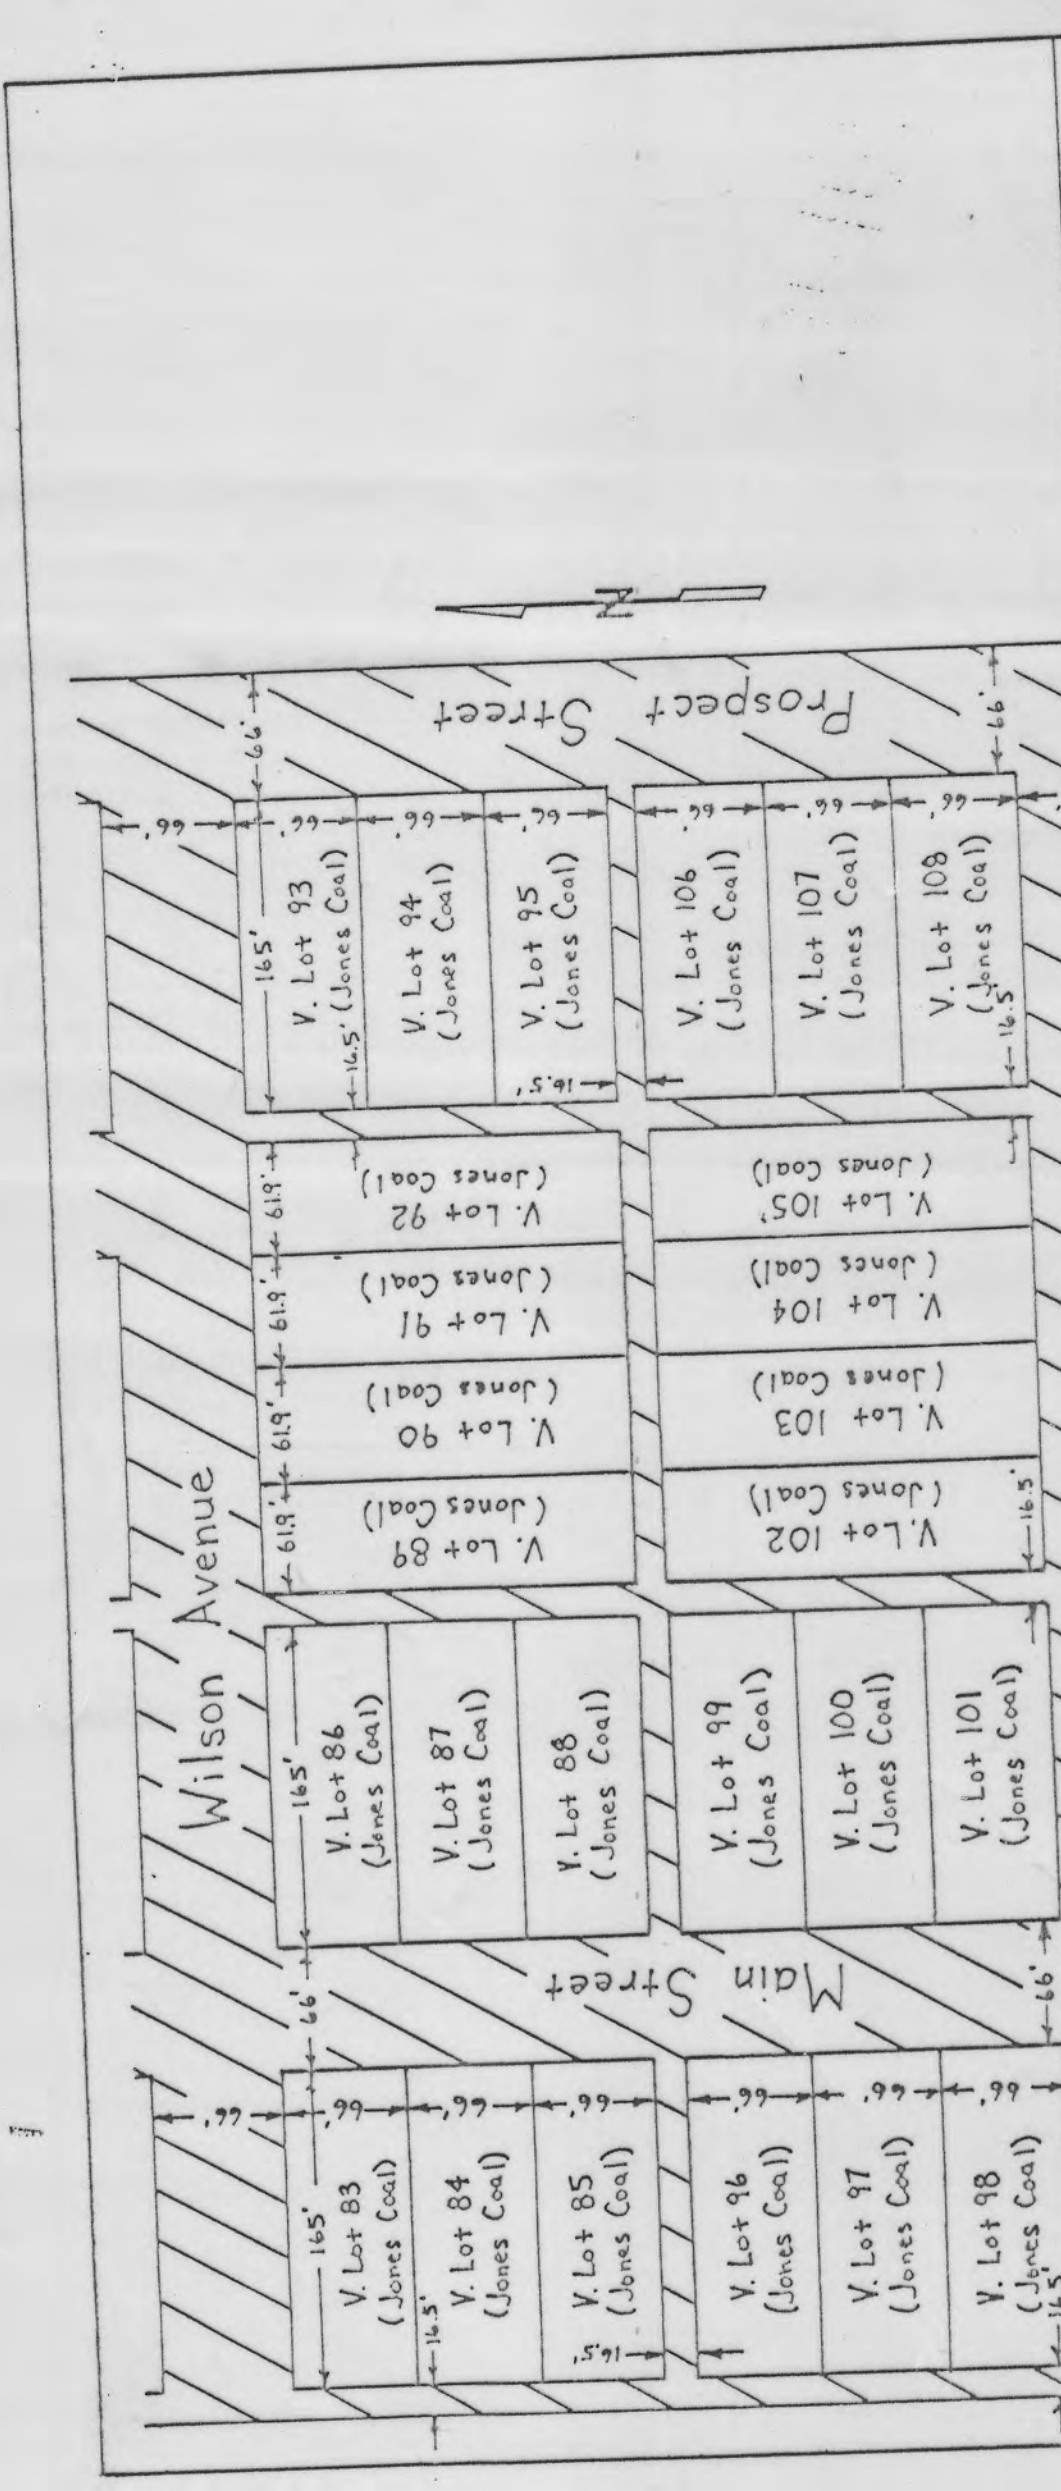 Wilson Avenue
Prospect Street
Main Street
N
66'
66'
66'
165'
V. Lot 93
(Jones Coal)
16.5'
66'
V. Lot 94
(Jones Coal)
66'
V. Lot 95
(Jones Coal)
16.5'
66'
V. Lot 106
(Jones Coal)
66'
V. Lot 107
(Jones Coal)
66'
V. Lot 108
(Jones Coal)
16.5'
66'
61.9'
V. Lot 92
(Jones Coal)
61.9'
V. Lot 91
(Jones Coal)
61.9'
V. Lot 90
(Jones Coal)
61.9'
V. Lot 89
(Jones Coal)
V. Lot 105
(Jones Coal)
V. Lot 104
(Jones Coal)
V. Lot 103
(Jones Coal)
V. Lot 102
(Jones Coal)
16.5'
165'
V. Lot 86
(Jones Coal)
V. Lot 87
(Jones Coal)
V. Lot 88
(Jones Coal)
V. Lot 99
(Jones Coal)
V. Lot 100
(Jones Coal)
V. Lot 101
(Jones Coal)
66'
66'
66'
66'
165'
V. Lot 83
(Jones Coal)
16.5'
66'
V. Lot 84
(Jones Coal)
66'
V. Lot 85
(Jones Coal)
16.5'
66'
V. Lot 96
(Jones Coal)
66'
V. Lot 97
(Jones Coal)
66'
V. Lot 98
(Jones Coal)
16.5'